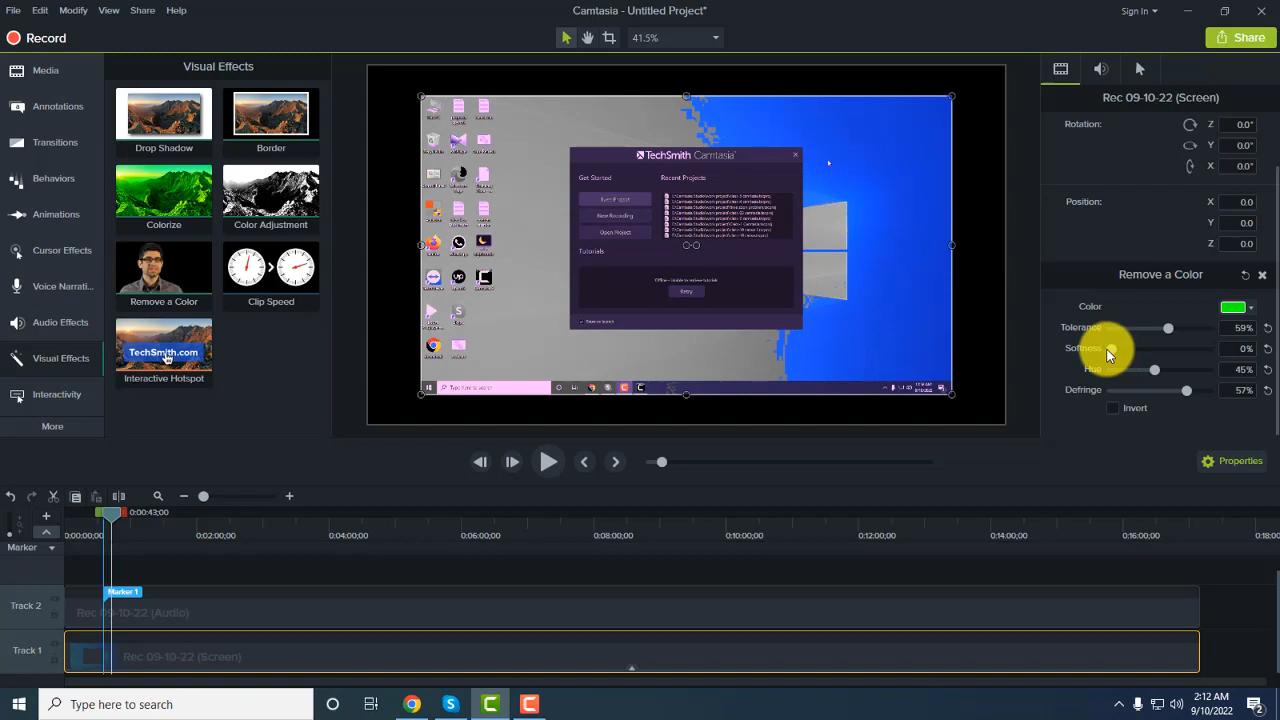 File Edit Modify View Share Help
Camtasia - Untitled Project*
Sign In
Record
41.5%
Share
Media
Annotations
Transitions
Behaviors
Animations
Cursor Effects
Voice Narrati...
Audio Effects
Visual Effects
Interactivity
More
Visual Effects
Drop Shadow
Border
Colorize
Color Adjustment
Remove a Color
Clip Speed
TechSmith.com
Interactive Hotspot
TechSmith Camtasia
Get Started
Recent Projects
New Recording
Open Project
Tutorials
Retry
Type here to search
Rec 09-10-22 (Screen)
Rotation:
Z 0.0°
Y 0.0°
X 0.0°
Position:
X 0.0
Y 0.0
Z 0.0
Remove a Color
Color
Tolerance 59%
Softness 0%
Hue 45%
Defringe 57%
Invert
Properties
0:00:43;00
0:00:00;00 0:02:00;00 0:04:00;00 0:06:00;00 0:08:00;00 0:10:00;00 0:12:00;00 0:14:00;00 0:16:00;00 0:18:0
Marker
Marker 1
Track 2
Rec 09-10-22 (Audio)
Track 1
Rec 09-10-22 (Screen)
Type here to search
2:12 AM
9/10/2022
2